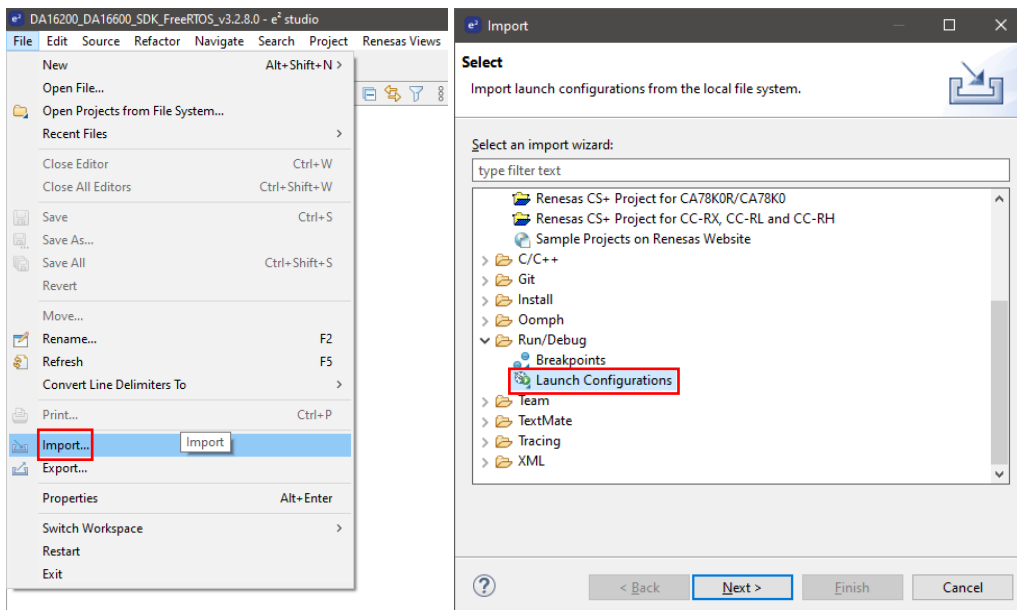 DA16200_DA16600_SDK_FreeRTOS_v3.2.8.0 - e² studio
File Edit Source Refactor Navigate Search Project Renesas Views
New Alt+Shift+N >
Open File...
Open Projects from File System...
Recent Files >
Close Editor Ctrl+W
Close All Editors Ctrl+Shift+W
Save Ctrl+S
Save As...
Save All Ctrl+Shift+S
Revert
Move...
Rename... F2
Refresh F5
Convert Line Delimiters To >
Print... Ctrl+P
Import... Import
Export...
Properties Alt+Enter
Switch Workspace >
Restart
Exit
Import
Select
Import launch configurations from the local file system.
Select an import wizard:
type filter text
Renesas CS+ Project for CA78K0R/CA78K0
Renesas CS+ Project for CC-RX, CC-RL and CC-RH
Sample Projects on Renesas Website
C/C++
Git
Install
Oomph
Run/Debug
Breakpoints
Launch Configurations
Team
TextMate
Tracing
XML
? < Back Next > Finish Cancel